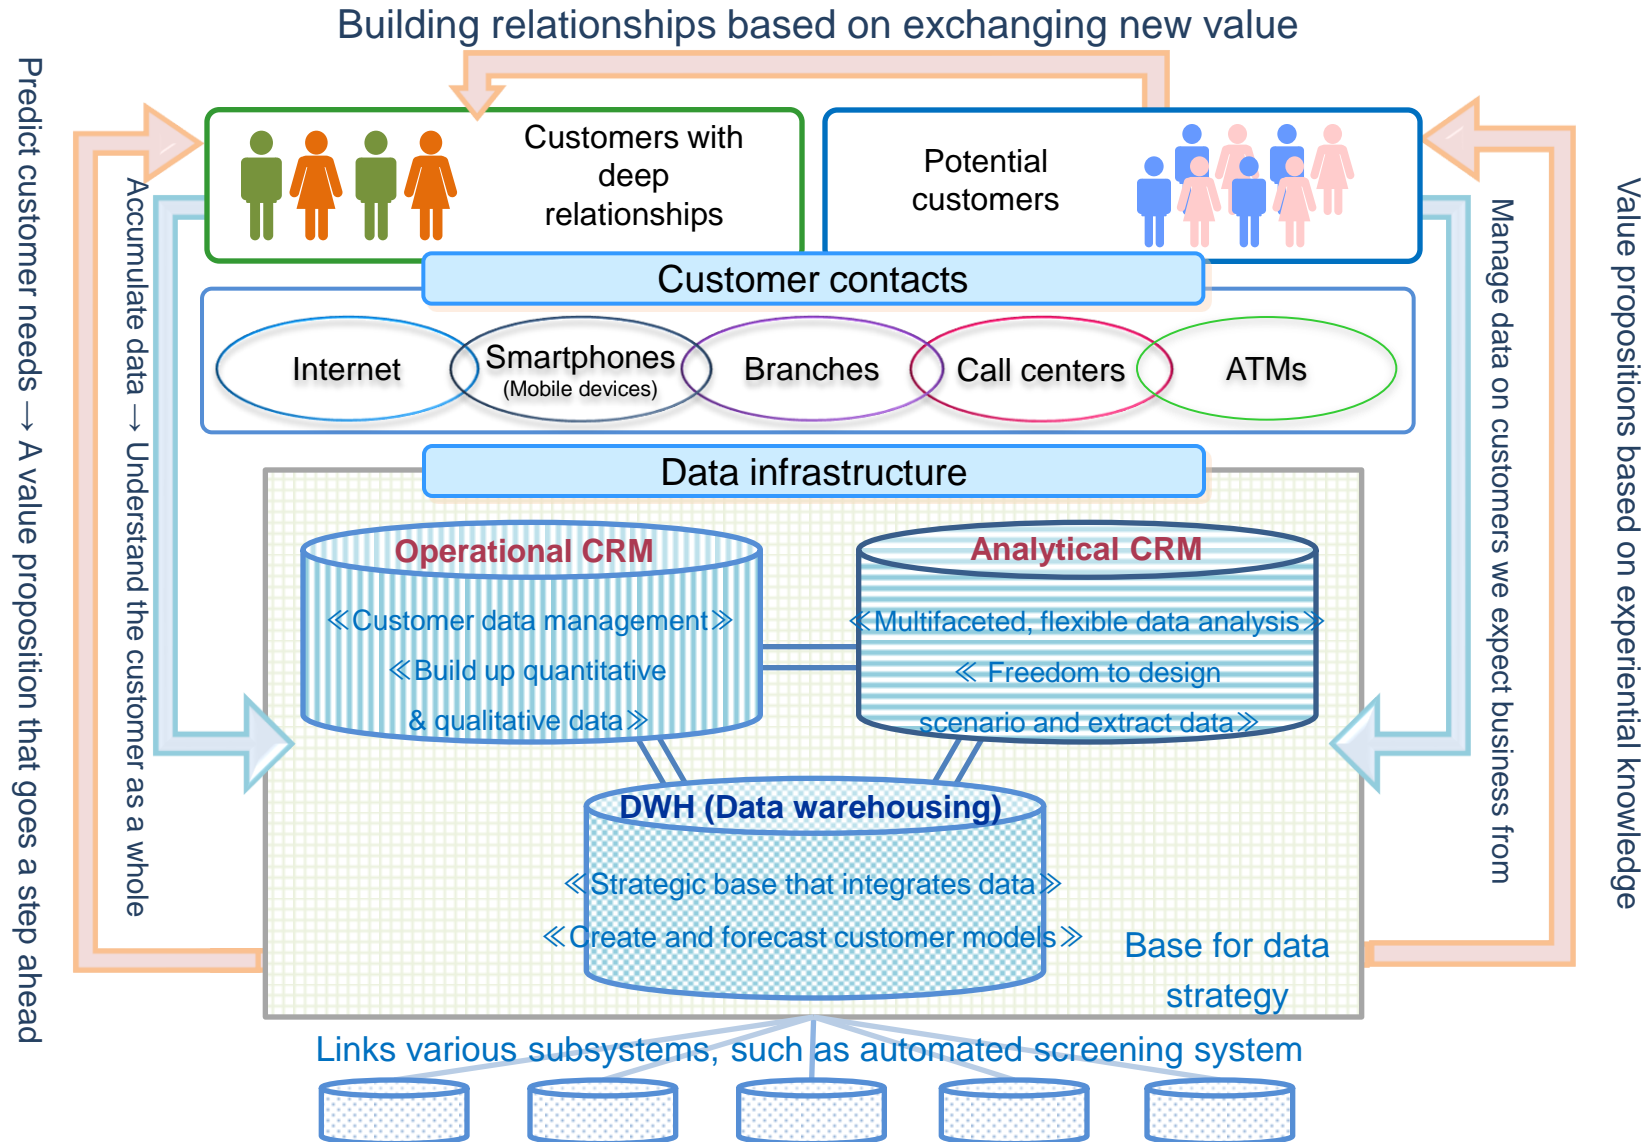 Building relationships based on exchanging new value
Predict customer needs → A value proposition that goes a step ahead
Accumulate data → Understand the customer as a whole
Customers with
deep
relationships
Potential
customers
Manage data on customers we expect business from
Value propositions based on experiential knowledge
Customer contacts
Internet
Smartphones
(Mobile devices)
Branches
Call centers
ATMs
Data infrastructure
Operational CRM
≪Customer data management≫
≪Build up quantitative
& qualitative data≫
Analytical CRM
≪Multifaceted, flexible data analysis≫
≪ Freedom to design
scenario and extract data≫
DWH (Data warehousing)
≪Strategic base that integrates data≫
≪Create and forecast customer models≫
Base for data
strategy
Links various subsystems, such as automated screening system